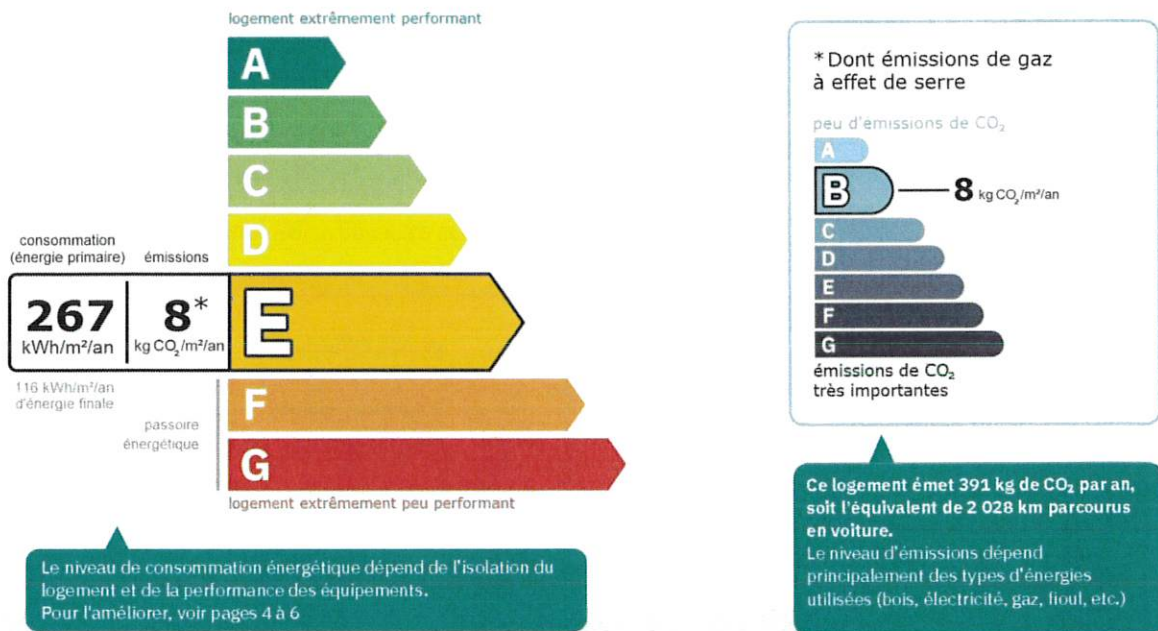 logement extrêmement performant
A
B
C
D
consommation
(énergie primaire)
émissions
267
kWh/m²/an
8*
kg CO₂/m²/an
E
116 kWh/m²/an
d'énergie finale
passoire
énergétique
F
G
logement extrêmement peu performant
Le niveau de consommation énergétique dépend de l'isolation du
logement et de la performance des équipements.
Pour l'améliorer, voir pages 4 à 6
* Dont émissions de gaz
à effet de serre
peu d'émissions de CO₂
A
B
8 kg CO₂/m²/an
C
D
E
F
G
émissions de CO₂
très importantes
Ce logement émet 391 kg de CO₂ par an,
soit l'équivalent de 2 028 km parcourus
en voiture.
Le niveau d'émissions dépend
principalement des types d'énergies
utilisées (bois, électricité, gaz, fioul, etc.)